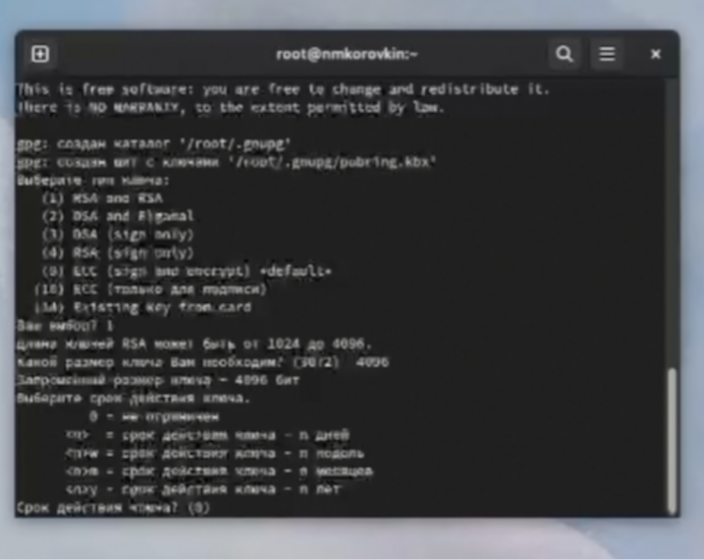 root@nmkorovkin:~
This is free software: you are free to change and redistribute it.
There is NO WARRANTY, to the extent permitted by law.
gpg: создан каталог '/root/.gnupg'
gpg: создан щит с ключами '/root/.gnupg/pubring.kbx'
Выберите тип ключа:
(1) RSA and RSA
(2) DSA and Elgamal
(3) DSA (sign only)
(4) RSA (sign only)
(9) ECC (sign and encrypt) *default*
(10) ECC (только для подписи)
(14) Existing key from card
Ваш выбор? 1
длина ключей RSA может быть от 1024 до 4096.
Какой размер ключа Вам необходим? (3072) 4096
Запрошенный размер ключа - 4096 бит
Выберите срок действия ключа.
0 = не ограничен
<n> = срок действия ключа - n дней
<n>w = срок действия ключа - n недель
<n>m = срок действия ключа - n месяцев
<n>y = срок действия ключа - n лет
Срок действия ключа? (0)